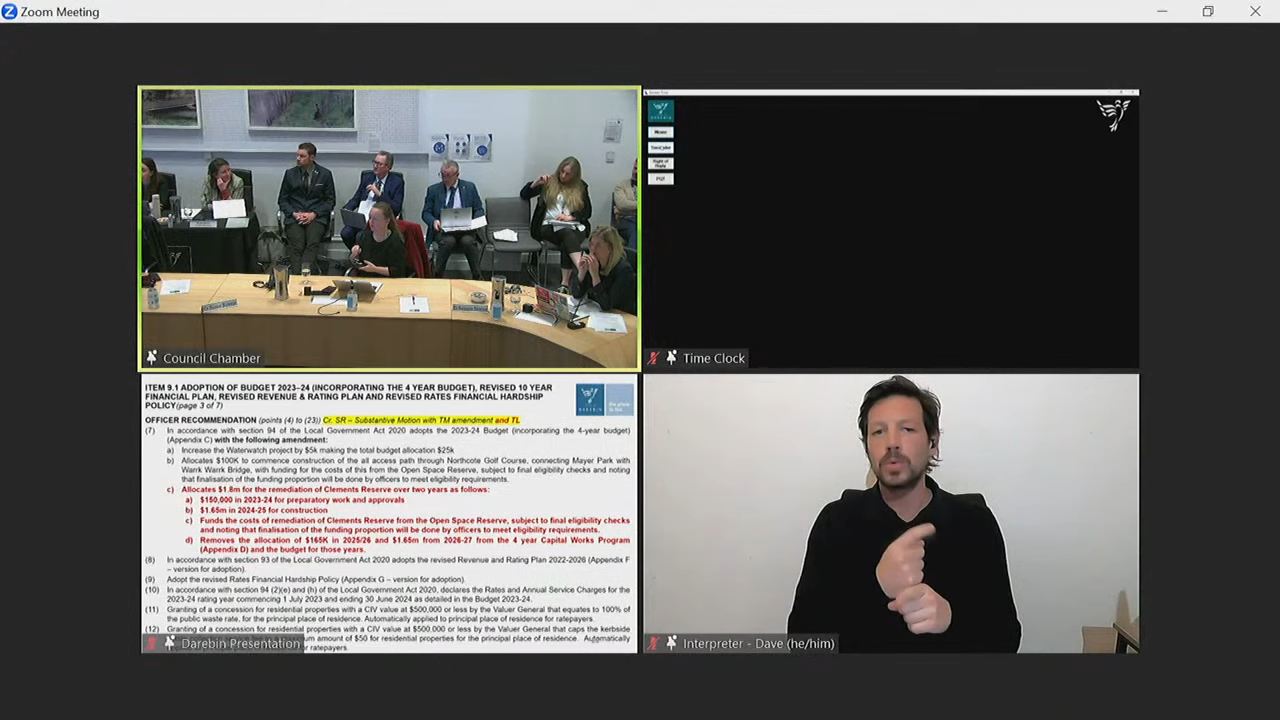 Zoom Meeting
Council Chamber
Time Clock
ITEM 9.1 ADOPTION OF BUDGET 2023–24 (INCORPORATING THE 4 YEAR BUDGET), REVISED 10 YEAR
FINANCIAL PLAN, REVISED REVENUE & RATING PLAN AND REVISED RATES FINANCIAL HARDSHIP
POLICY(page 3 of 7)
OFFICER RECOMMENDATION (points (4) to (23)) Cr. SR – Substantive Motion with TM amendment and TL
(7) In accordance with section 94 of the Local Government Act 2020 adopts the 2023-24 Budget (incorporating the 4-year budget)
(Appendix C) with the following amendment:
a) Increase the Waterwatch project by $5k making the total budget allocation $25k
b) Allocates $100K to commence construction of the all access path through Northcote Golf Course, connecting Mayer Park with
Warrk Warrk Bridge, with funding for the costs of this from the Open Space Reserve, subject to final eligibility checks and noting
that finalisation of the funding proportion will be done by officers to meet eligibility requirements.
c) Allocates $1.8m for the remediation of Clements Reserve over two years as follows:
a) $150,000 in 2023-24 for preparatory work and approvals
b) $1.65m in 2024-25 for construction
c) Funds the costs of remediation of Clements Reserve from the Open Space Reserve, subject to final eligibility checks
and noting that finalisation of the funding proportion will be done by officers to meet eligibility requirements.
d) Removes the allocation of $165K in 2025/26 and $1.65m from 2026-27 from the 4 year Capital Works Program
(Appendix D) and the budget for those years.
(8) In accordance with section 93 of the Local Government Act 2020 adopts the revised Revenue and Rating Plan 2022-2026 (Appendix F
– version for adoption).
(9) Adopt the revised Rates Financial Hardship Policy (Appendix G – version for adoption).
(10) In accordance with section 94 (2)(e) and (h) of the Local Government Act 2020, declares the Rates and Annual Service Charges for the
2023-24 rating year commencing 1 July 2023 and ending 30 June 2024 as detailed in the Budget 2023-24.
(11) Granting of a concession for residential properties with a CIV value at $500,000 or less by the Valuer General that equates to 100% of
the public waste rate, for the principal place of residence. Automatically applied to principal place of residence for ratepayers.
(12) Granting of a concession for residential properties with a CIV value at $500,000 or less by the Valuer General that caps the kerbside
amount of $50 for residential properties for the principal place of residence. Automatically
ratepayers.
Darebin Presentation
Interpreter - Dave (he/him)